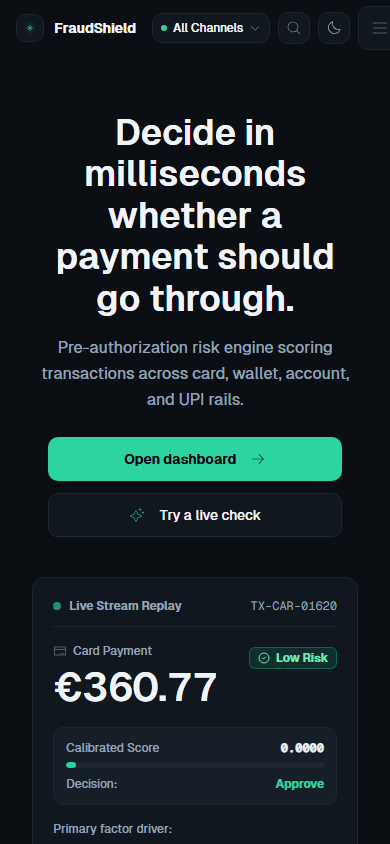 FraudShield
All Channels
Decide in
milliseconds
whether a
payment should
go through.
Pre-authorization risk engine scoring
transactions across card, wallet, account,
and UPI rails.
Open dashboard
Try a live check
Live Stream Replay
TX-CAR-01620
Card Payment
Low Risk
€360.77
Calibrated Score
0.0000
Decision:
Approve
Primary factor driver: